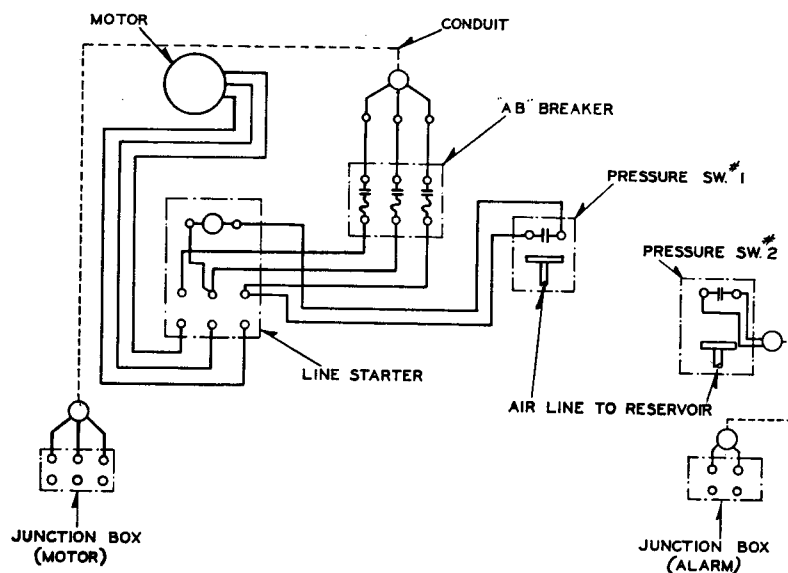 MOTOR
CONDUIT
"AB" BREAKER
PRESSURE SW.#1
PRESSURE SW.#2
LINE STARTER
AIR LINE TO RESERVOIR
JUNCTION BOX
(MOTOR)
JUNCTION BOX
(ALARM)